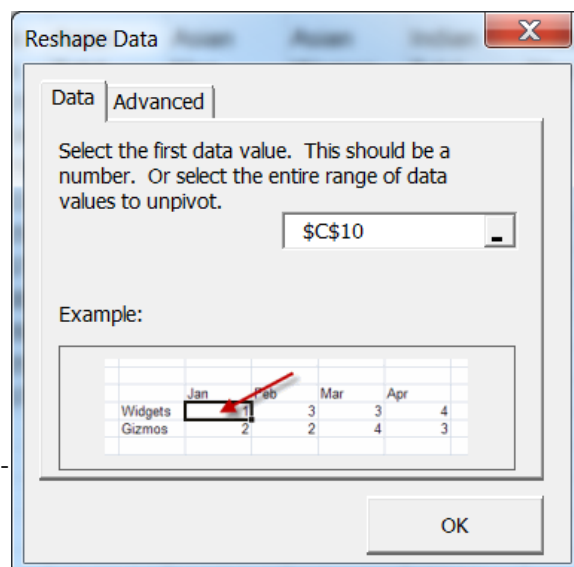 Reshape Data
Data Advanced
Select the first data value. This should be a
number. Or select the entire range of data
values to unpivot.
$C$10
Example:
Jan Feb Mar Apr
Widgets 1 3 3 4
Gizmos 2 2 4 3
OK